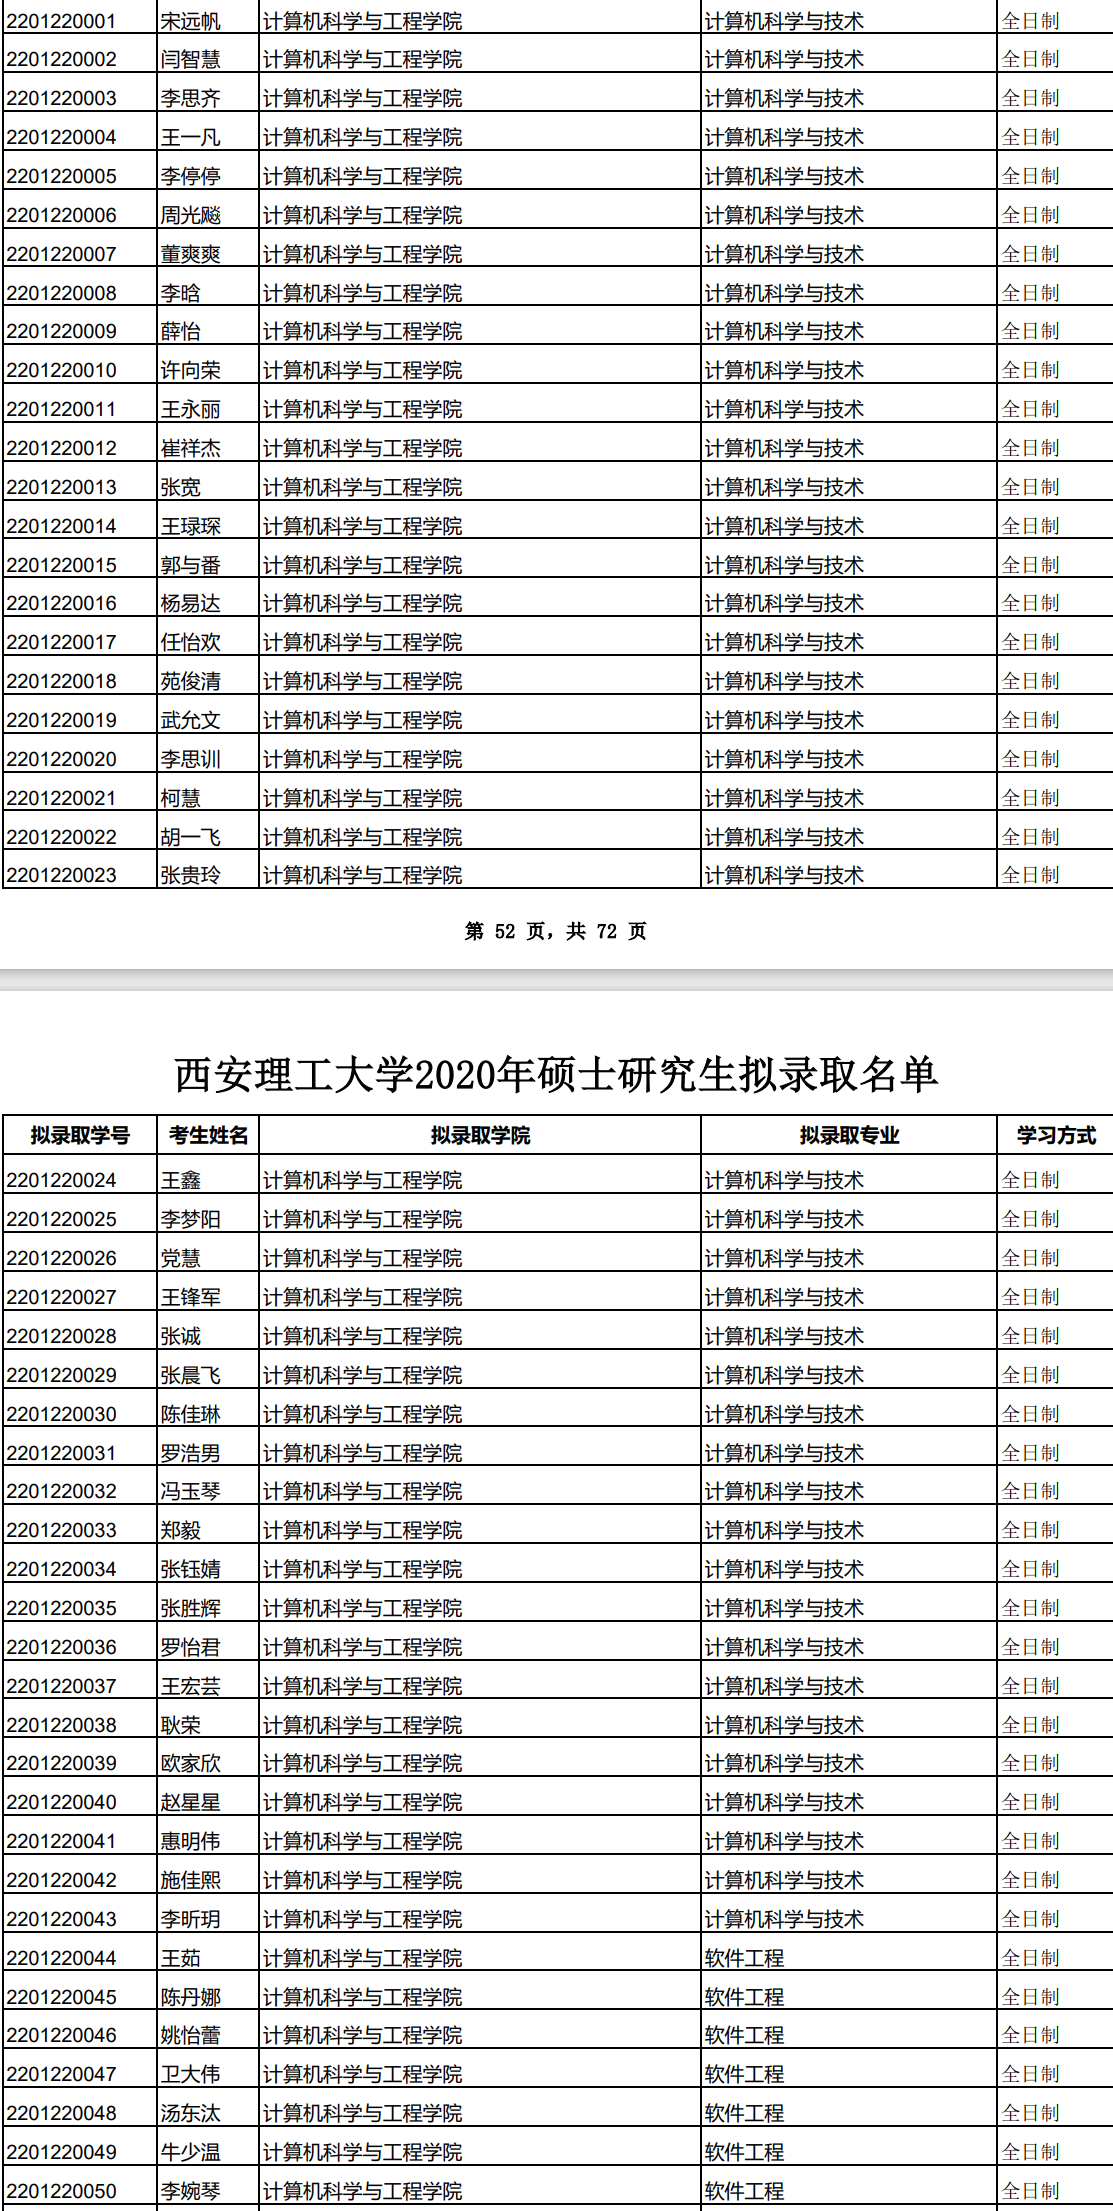 2201220001 宋远帆 计算机科学与工程学院 计算机科学与技术 全日制
2201220002 闫智慧 计算机科学与工程学院 计算机科学与技术 全日制
2201220003 李思齐 计算机科学与工程学院 计算机科学与技术 全日制
2201220004 王一凡 计算机科学与工程学院 计算机科学与技术 全日制
2201220005 李停停 计算机科学与工程学院 计算机科学与技术 全日制
2201220006 周光飚 计算机科学与工程学院 计算机科学与技术 全日制
2201220007 董爽爽 计算机科学与工程学院 计算机科学与技术 全日制
2201220008 李晗 计算机科学与工程学院 计算机科学与技术 全日制
2201220009 薛怡 计算机科学与工程学院 计算机科学与技术 全日制
2201220010 许向荣 计算机科学与工程学院 计算机科学与技术 全日制
2201220011 王永丽 计算机科学与工程学院 计算机科学与技术 全日制
2201220012 崔祥杰 计算机科学与工程学院 计算机科学与技术 全日制
2201220013 张宽 计算机科学与工程学院 计算机科学与技术 全日制
2201220014 王琭琛 计算机科学与工程学院 计算机科学与技术 全日制
2201220015 郭与番 计算机科学与工程学院 计算机科学与技术 全日制
2201220016 杨易达 计算机科学与工程学院 计算机科学与技术 全日制
2201220017 任怡欢 计算机科学与工程学院 计算机科学与技术 全日制
2201220018 苑俊清 计算机科学与工程学院 计算机科学与技术 全日制
2201220019 武允文 计算机科学与工程学院 计算机科学与技术 全日制
2201220020 李思训 计算机科学与工程学院 计算机科学与技术 全日制
2201220021 柯慧 计算机科学与工程学院 计算机科学与技术 全日制
2201220022 胡一飞 计算机科学与工程学院 计算机科学与技术 全日制
2201220023 张贵玲 计算机科学与工程学院 计算机科学与技术 全日制
第 52 页，共 72 页
西安理工大学2020年硕士研究生拟录取名单
拟录取学号 考生姓名 拟录取学院 拟录取专业 学习方式
2201220024 王鑫 计算机科学与工程学院 计算机科学与技术 全日制
2201220025 李梦阳 计算机科学与工程学院 计算机科学与技术 全日制
2201220026 党慧 计算机科学与工程学院 计算机科学与技术 全日制
2201220027 王锋军 计算机科学与工程学院 计算机科学与技术 全日制
2201220028 张诚 计算机科学与工程学院 计算机科学与技术 全日制
2201220029 张晨飞 计算机科学与工程学院 计算机科学与技术 全日制
2201220030 陈佳琳 计算机科学与工程学院 计算机科学与技术 全日制
2201220031 罗浩男 计算机科学与工程学院 计算机科学与技术 全日制
2201220032 冯玉琴 计算机科学与工程学院 计算机科学与技术 全日制
2201220033 郑毅 计算机科学与工程学院 计算机科学与技术 全日制
2201220034 张钰婧 计算机科学与工程学院 计算机科学与技术 全日制
2201220035 张胜辉 计算机科学与工程学院 计算机科学与技术 全日制
2201220036 罗怡君 计算机科学与工程学院 计算机科学与技术 全日制
2201220037 王宏芸 计算机科学与工程学院 计算机科学与技术 全日制
2201220038 耿荣 计算机科学与工程学院 计算机科学与技术 全日制
2201220039 欧家欣 计算机科学与工程学院 计算机科学与技术 全日制
2201220040 赵星星 计算机科学与工程学院 计算机科学与技术 全日制
2201220041 惠明伟 计算机科学与工程学院 计算机科学与技术 全日制
2201220042 施佳熙 计算机科学与工程学院 计算机科学与技术 全日制
2201220043 李昕玥 计算机科学与工程学院 计算机科学与技术 全日制
2201220044 王茹 计算机科学与工程学院 软件工程 全日制
2201220045 陈丹娜 计算机科学与工程学院 软件工程 全日制
2201220046 姚怡蕾 计算机科学与工程学院 软件工程 全日制
2201220047 卫大伟 计算机科学与工程学院 软件工程 全日制
2201220048 汤东汰 计算机科学与工程学院 软件工程 全日制
2201220049 牛少温 计算机科学与工程学院 软件工程 全日制
2201220050 李婉琴 计算机科学与工程学院 软件工程 全日制